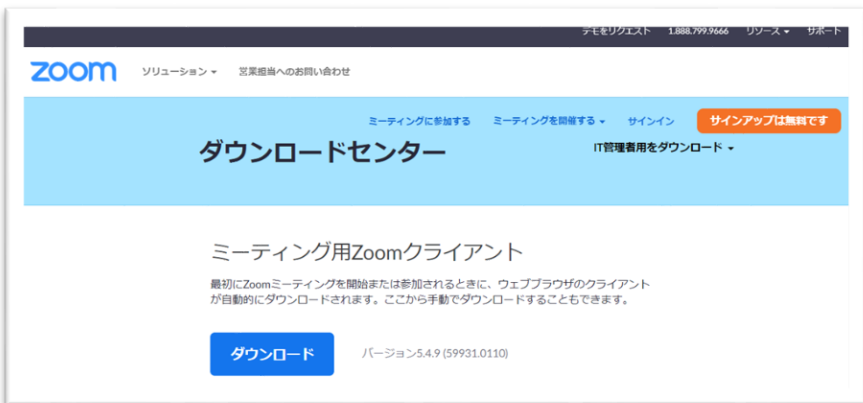 デモをリクエスト 1.888.799.9666 リソース サポート
zoom ソリューション 営業担当へのお問い合わせ
ミーティングに参加する ミーティングを開催する サインイン サインアップは無料です
ダウンロードセンター IT管理者用をダウンロード
ミーティング用Zoomクライアント
最初にZoomミーティングを開始または参加されるときに、ウェブブラウザのクライアント
が自動的にダウンロードされます。ここから手動でダウンロードすることもできます。
ダウンロード バージョン5.4.9 (59931.0110)